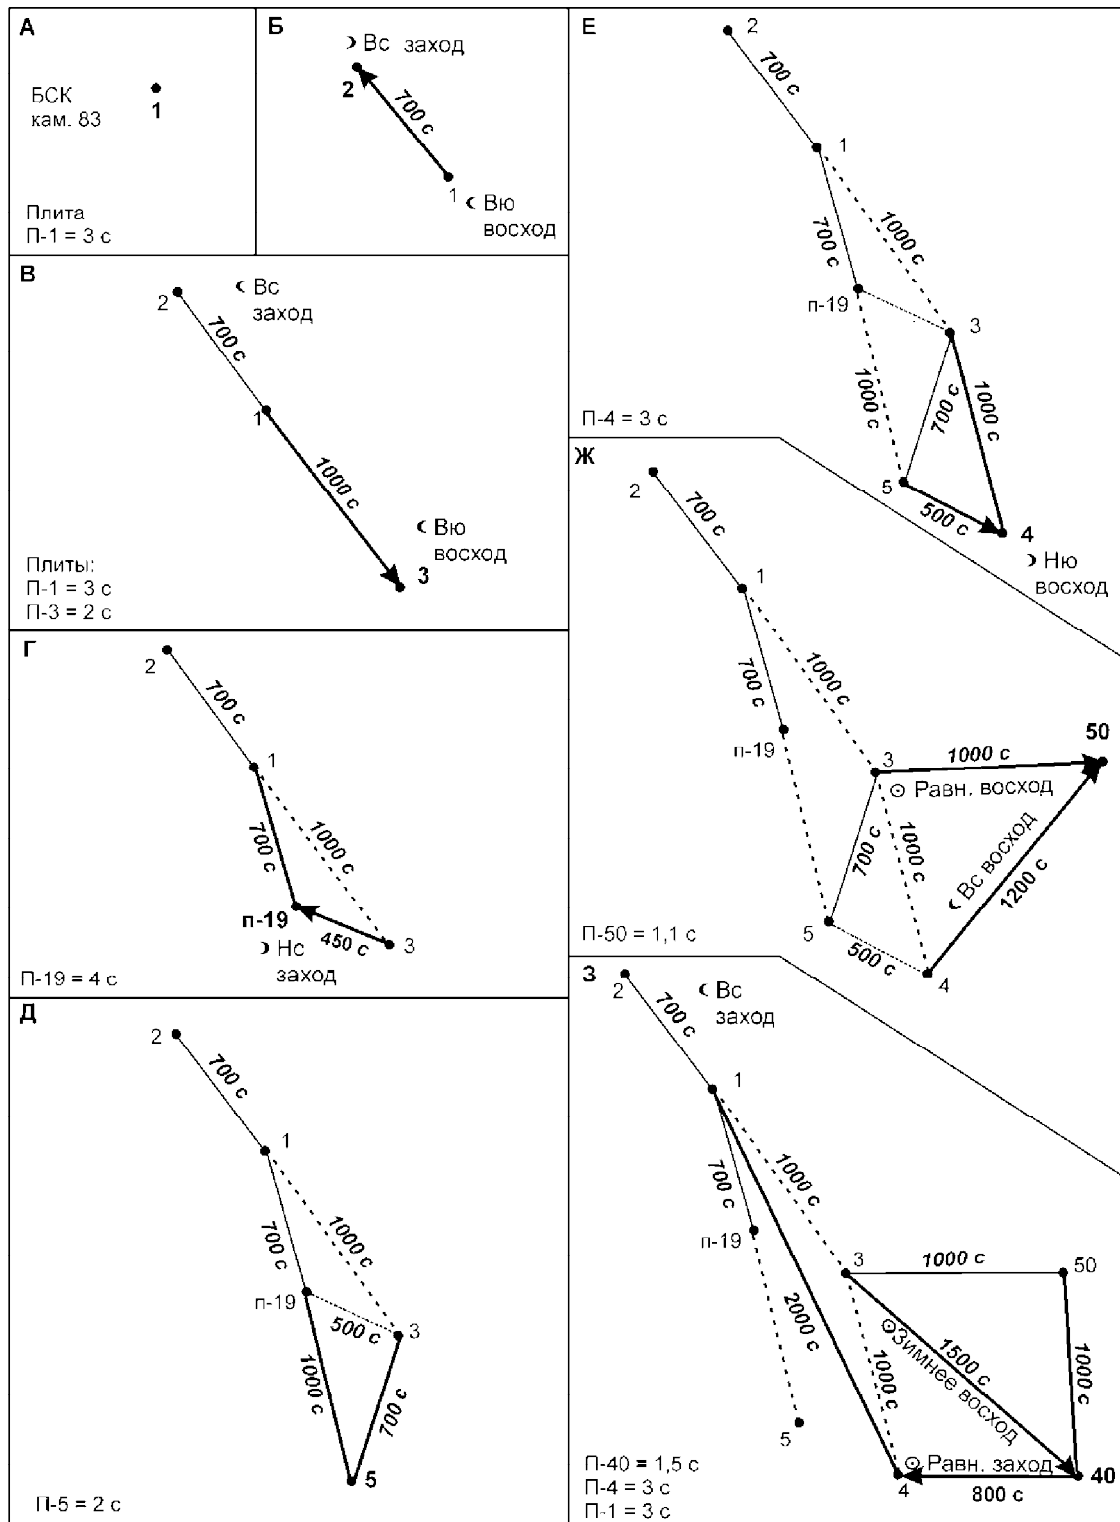 А
БСК
кам. 83
1
Плита
П-1 = 3 с
Б
Вс заход
2
700 с
1
Вю
восход
В
2
Вс
заход
700 с
1
1000 с
Вю
восход
3
Плиты:
П-1 = 3 с
П-3 = 2 с
Г
2
700 с
1
1000 с
700 с
п-19
450 с
3
Нс
заход
П-19 = 4 с
Д
2
700 с
1
1000 с
700 с
п-19
500 с
3
1000 с
700 с
5
П-5 = 2 с
Е
2
700 с
1
1000 с
700 с
п-19
3
1000 с
700 с
1000 с
5
500 с
4
Ню
восход
П-4 = 3 с
Ж
2
700 с
1
1000 с
700 с
п-19
50
3
1000 с
Равн. восход
700 с
1000 с
Вс восход
1200 с
5
500 с
4
П-50 = 1,1 с
З
2
Вс
заход
700 с
1
1000 с
700 с
п-19
3
1000 с
50
2000 с
1000 с
1500 с
Зимнее восход
1000 с
5
Равн. заход
4
800 с
40
П-40 = 1,5 с
П-4 = 3 с
П-1 = 3 с